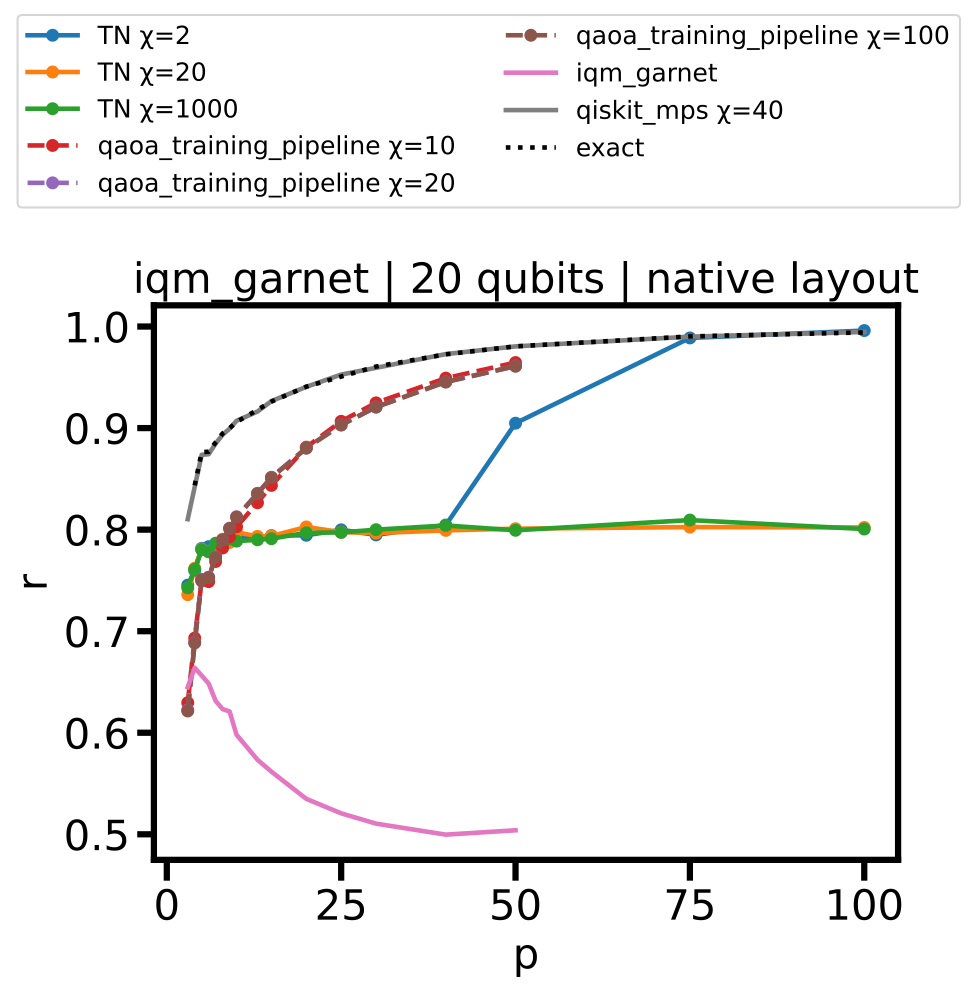 TN χ=2
TN χ=20
TN χ=1000
qaoa_training_pipeline χ=10
qaoa_training_pipeline χ=20
qaoa_training_pipeline χ=100
iqm_garnet
qiskit_mps χ=40
exact
iqm_garnet | 20 qubits | native layout
1.0
0.9
0.8
0.7
0.6
0.5
r
0 25 50 75 100
p